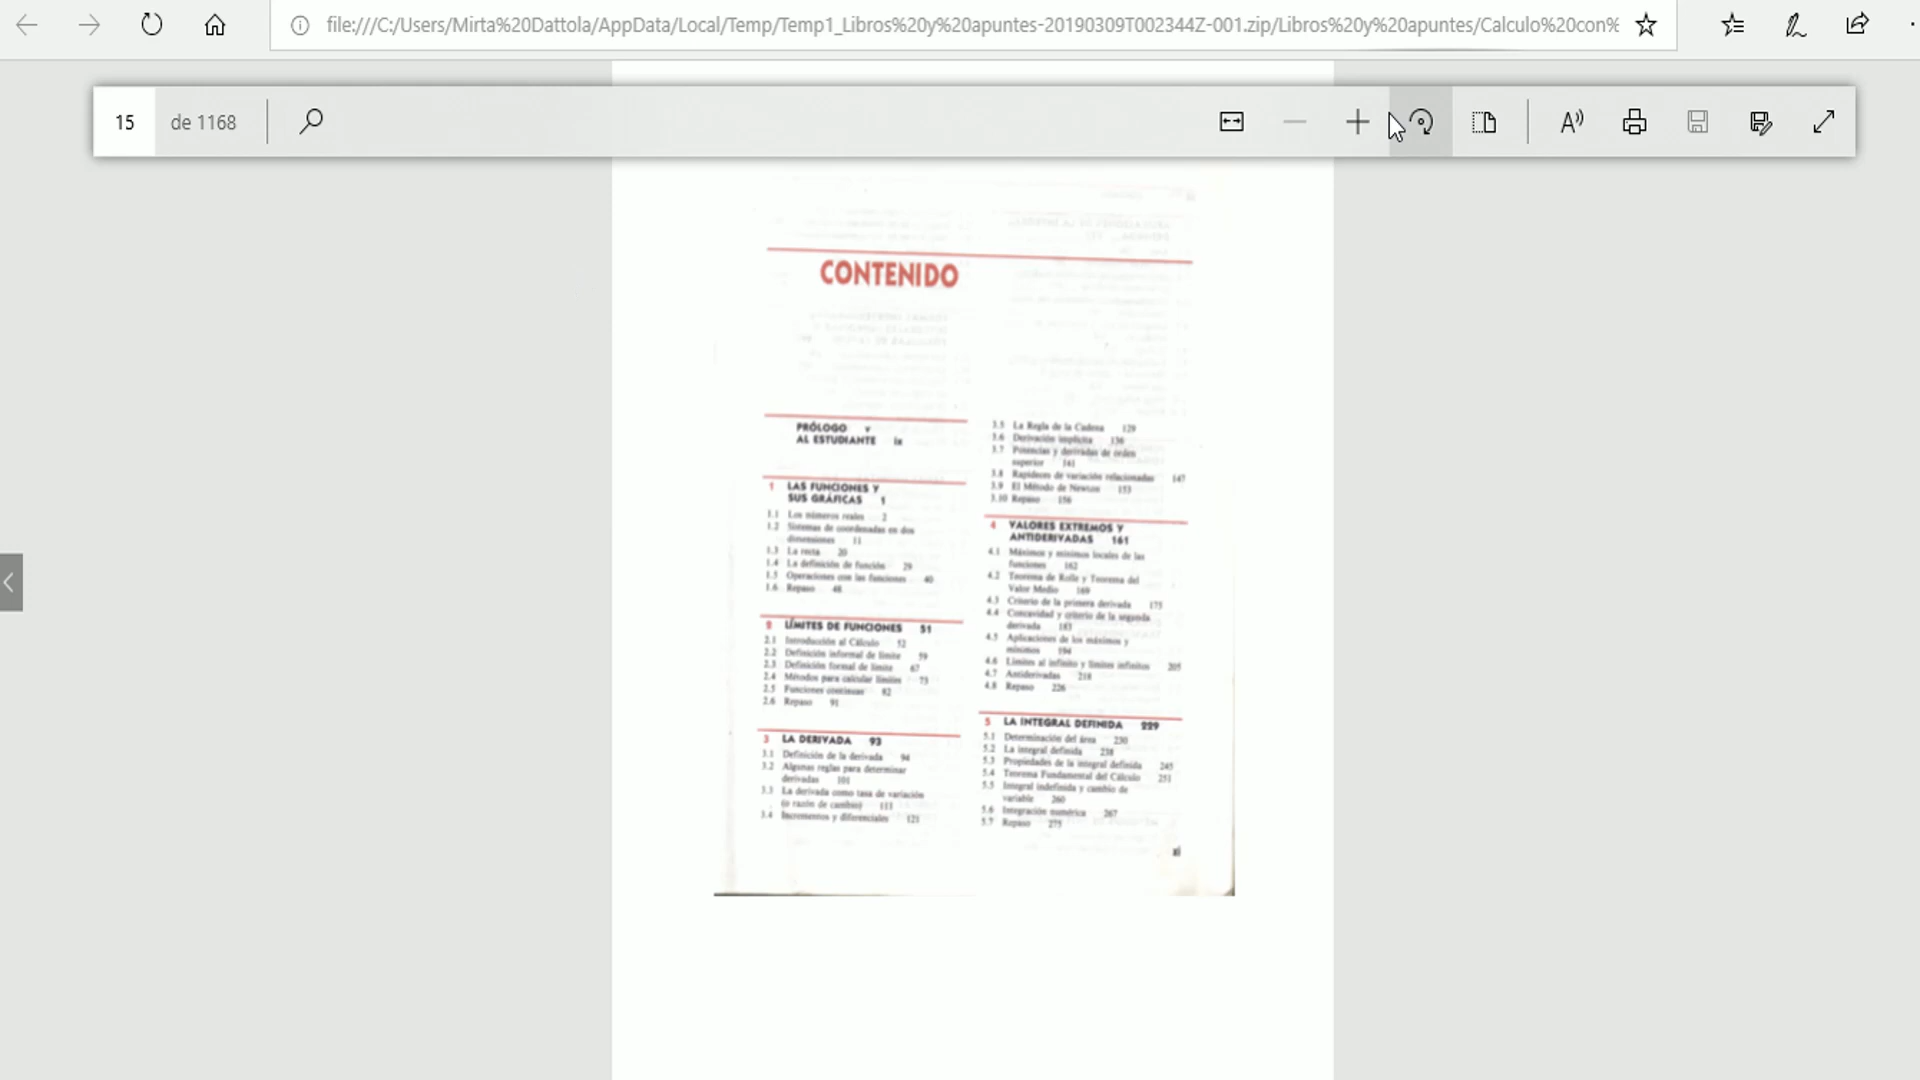 file:///C:/Users/Mirta%20Dattola/AppData/Local/Temp/Temp1_Libros%20y%20apuntes-20190309T002344Z-001.zip/Libros%20y%20apuntes/Calculo%20con%
15 de 1168
CONTENIDO
PRÓLOGO v
AL ESTUDIANTE ix
1 LAS FUNCIONES Y
SUS GRÁFICAS 1
1.1 Los números reales 2
1.2 Sistemas de coordenadas en dos
dimensiones 11
1.3 La recta 20
1.4 La definición de función 29
1.5 Operaciones con las funciones 40
1.6 Repaso 48
2 LÍMITES DE FUNCIONES 51
2.1 Introducción al Cálculo 52
2.2 Definición informal de límite 59
2.3 Definición formal de límite 67
2.4 Métodos para calcular límites 73
2.5 Funciones continuas 82
2.6 Repaso 91
3 LA DERIVADA 93
3.1 Definición de la derivada 94
3.2 Algunas reglas para determinar
derivadas 101
3.3 La derivada como tasa de variación
(o razón de cambio) 113
3.4 Incrementos y diferenciales 121
3.5 La Regla de la Cadena 129
3.6 Derivación implícita 136
3.7 Potencias y derivadas de orden
superior 141
3.8 Rapideces de variación relacionadas 147
3.9 El Método de Newton 153
3.10 Repaso 156
4 VALORES EXTREMOS Y
ANTIDERIVADAS 161
4.1 Máximos y mínimos locales de las
funciones 162
4.2 Teorema de Rolle y Teorema del
Valor Medio 169
4.3 Criterio de la primera derivada 175
4.4 Concavidad y criterio de la segunda
derivada 183
4.5 Aplicaciones de los máximos y
mínimos 194
4.6 Límites al infinito y límites infinitos 205
4.7 Antiderivadas 218
4.8 Repaso 226
5 LA INTEGRAL DEFINIDA 229
5.1 Determinación del área 230
5.2 La integral definida 238
5.3 Propiedades de la integral definida 245
5.4 Teorema Fundamental del Cálculo 251
5.5 Integral indefinida y cambio de
variable 260
5.6 Integración numérica 267
5.7 Repaso 275
xi